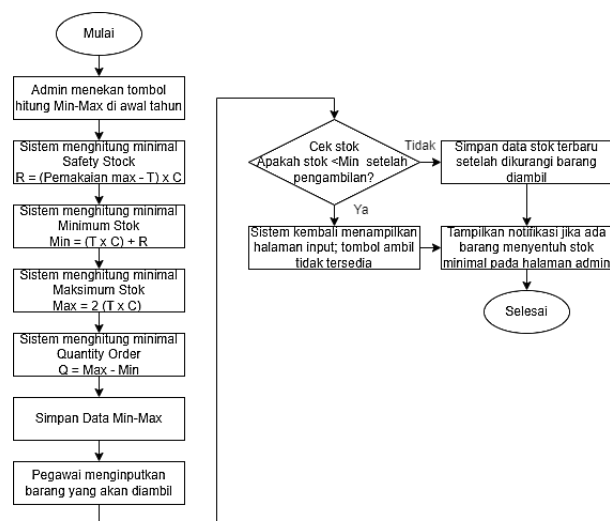 Mulai
Admin menekan tombol
hitung Min-Max di awal tahun
Sistem menghitung minimal
Safety Stock
R = (Pemakaian max - T) x C
Sistem menghitung minimal
Minimum Stok
Min = (T x C) + R
Sistem menghitung minimal
Maksimum Stok
Max = 2 (T x C)
Sistem menghitung minimal
Quantity Order
Q = Max - Min
Simpan Data Min-Max
Pegawai menginputkan
barang yang akan diambil
Cek stok
Apakah stok <Min setelah
pengambilan?
Tidak
Simpan data stok terbaru
setelah dikurangi barang
diambil
Ya
Sistem kembali menampilkan
halaman input; tombol ambil
tidak tersedia
Tampilkan notifikasi jika ada
barang menyentuh stok
minimal pada halaman admin
Selesai